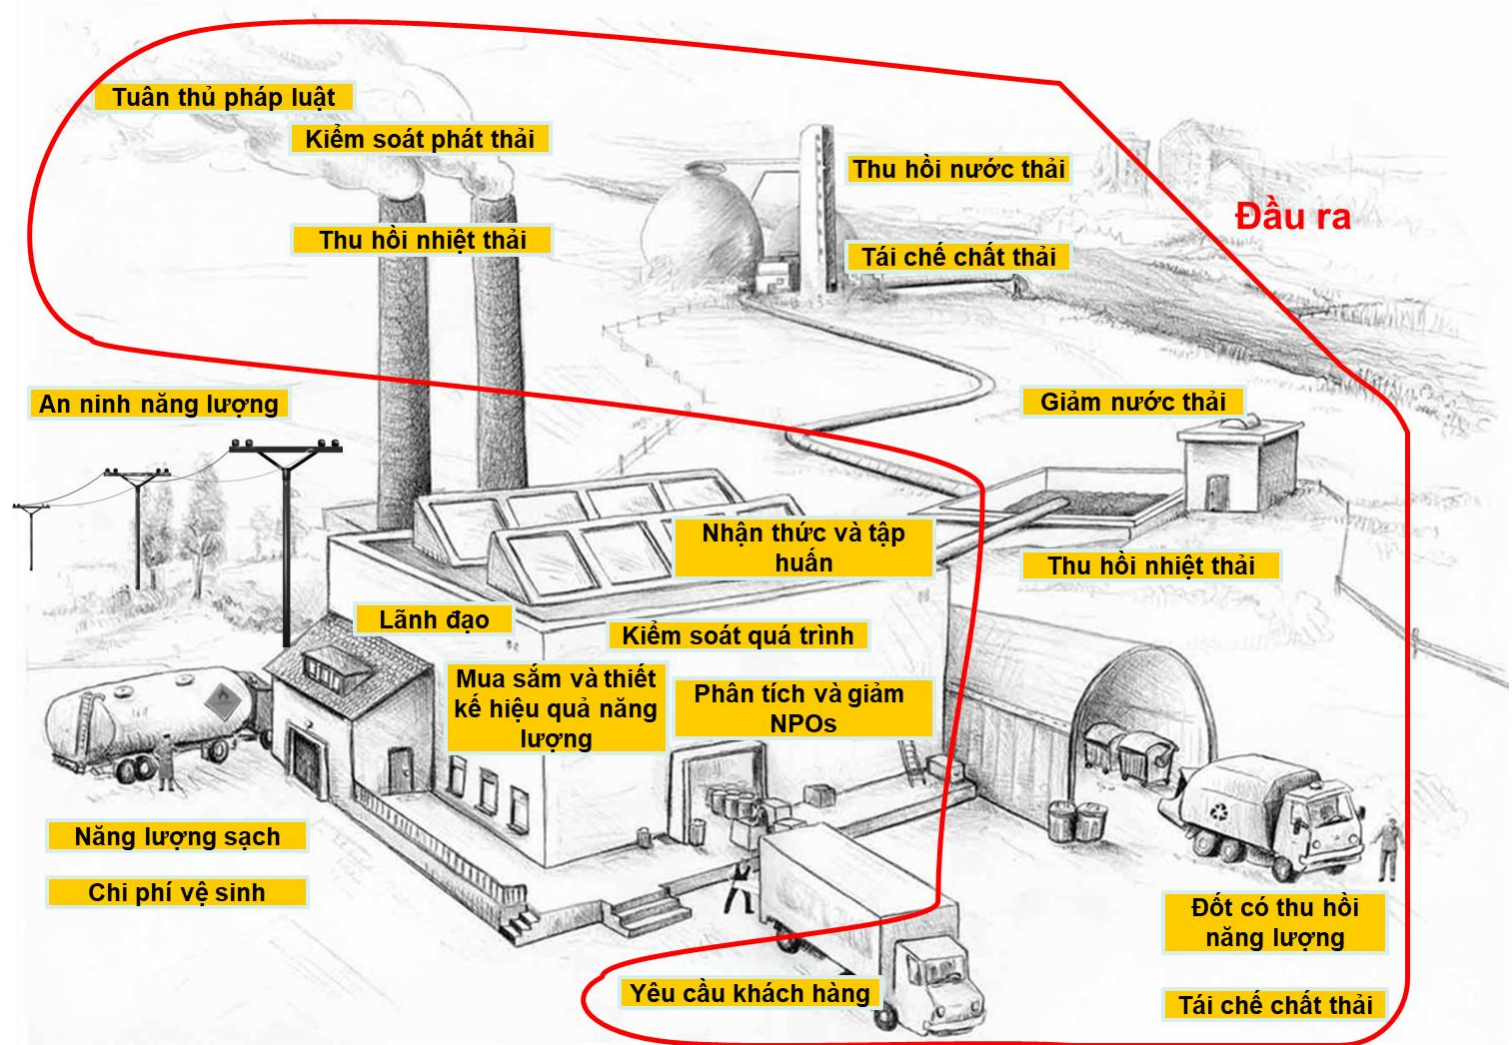 Tuân thủ pháp luật
Kiểm soát phát thải
Thu hồi nước thải
Đầu ra
Thu hồi nhiệt thải
Tái chế chất thải
An ninh năng lượng
Giảm nước thải
Nhận thức và tập
huấn
Thu hồi nhiệt thải
Lãnh đạo
Kiểm soát quá trình
Mua sắm và thiết
kế hiệu quả năng
lượng
Phân tích và giảm
NPOs
Năng lượng sạch
Chi phí vệ sinh
Đốt có thu hồi
năng lượng
Yêu cầu khách hàng
Tái chế chất thải